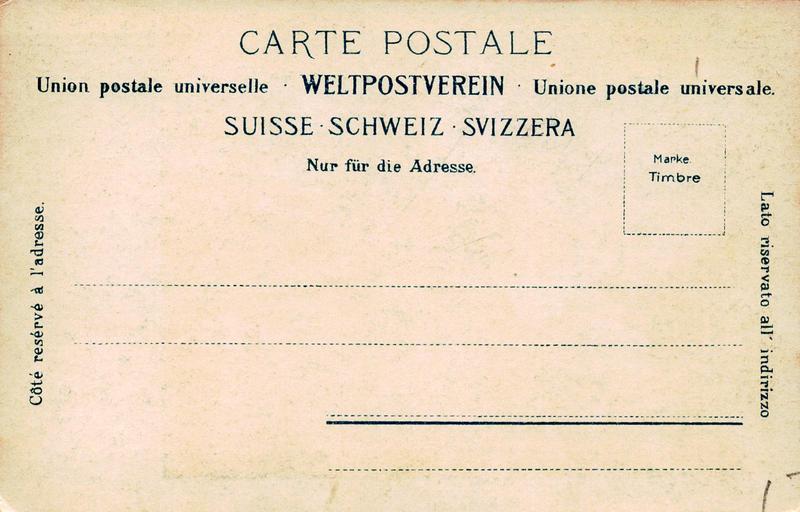 CARTE POSTALE
Union postale universelle · WELTPOSTVEREIN · Unione postale universale.
SUISSE · SCHWEIZ · SVIZZERA
Nur für die Adresse.
Marke
Timbre
Côté resérvé à l'adresse.
Lato riservato all' indirizzo